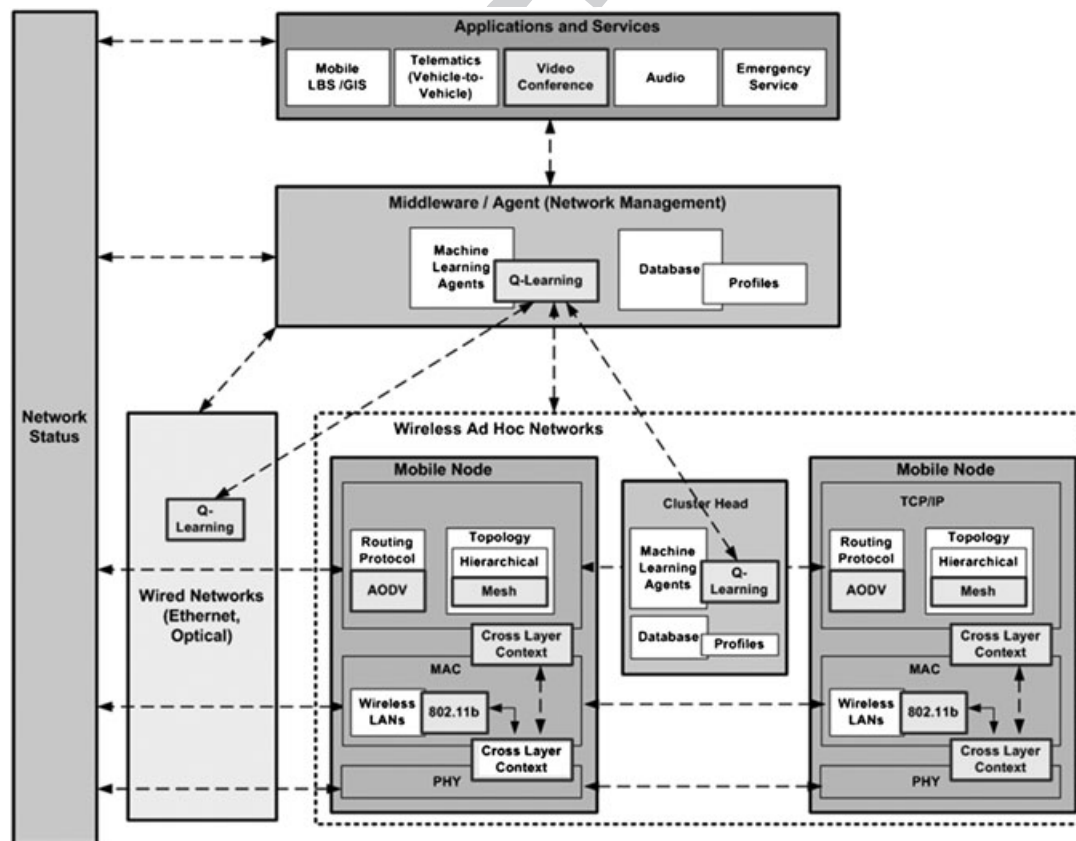 Applications and Services
Mobile
LBS /GIS
Telematics
(Vehicle-to-
Vehicle)
Video
Conference
Audio
Emergency
Service
Middleware / Agent (Network Management)
Machine
Learning
Agents
Q-Learning
Database
Profiles
Network
Status
Wired Networks
(Ethernet,
Optical)
Q-
Learning
Wireless Ad Hoc Networks
Mobile Node
Routing
Protocol
AODV
Topology
Hierarchical
Mesh
Cross Layer
Context
MAC
Wireless
LANs
802.11b
Cross Layer
Context
PHY
Cluster Head
Machine
Learning
Agents
Q-
Learning
Database
Profiles
Mobile Node
TCP/IP
Routing
Protocol
AODV
Topology
Hierarchical
Mesh
Cross Layer
Context
MAC
Wireless
LANs
802.11b
Cross Layer
Context
PHY